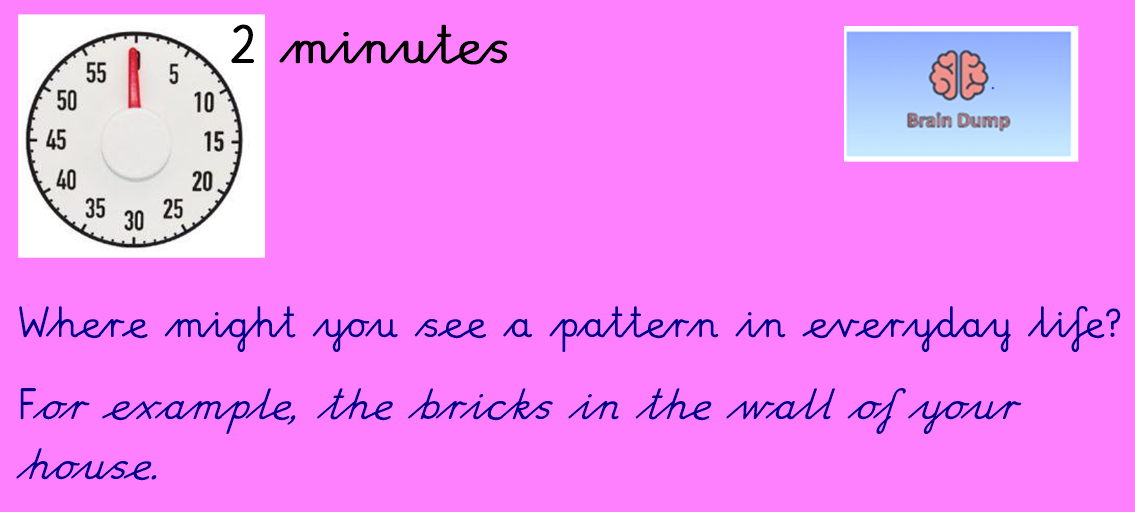 2 minutes
55
5
50
10
45
15
40
20
35
25
30
Brain Dump
Where might you see a pattern in everyday life?
For example, the bricks in the wall of your
house.